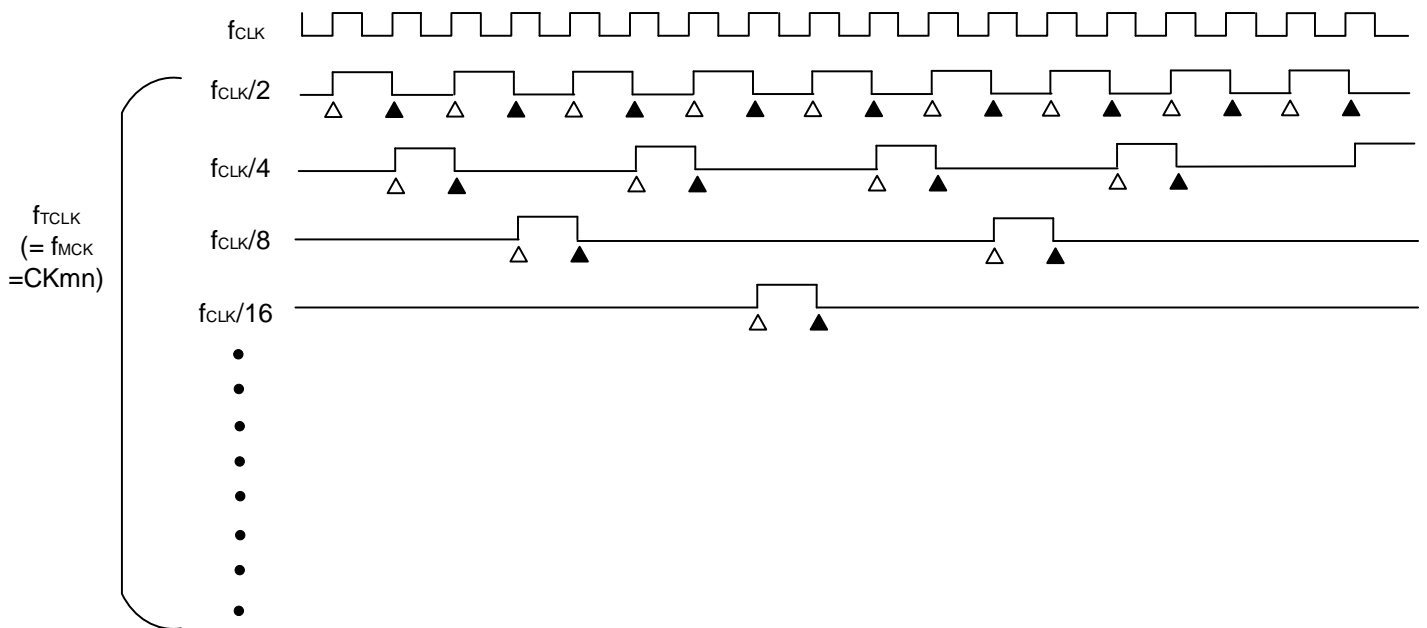 fCLK
fCLK/2
fCLK/4
fCLK/8
fTCLK
(= fMCK
=CKmn)
fCLK/16